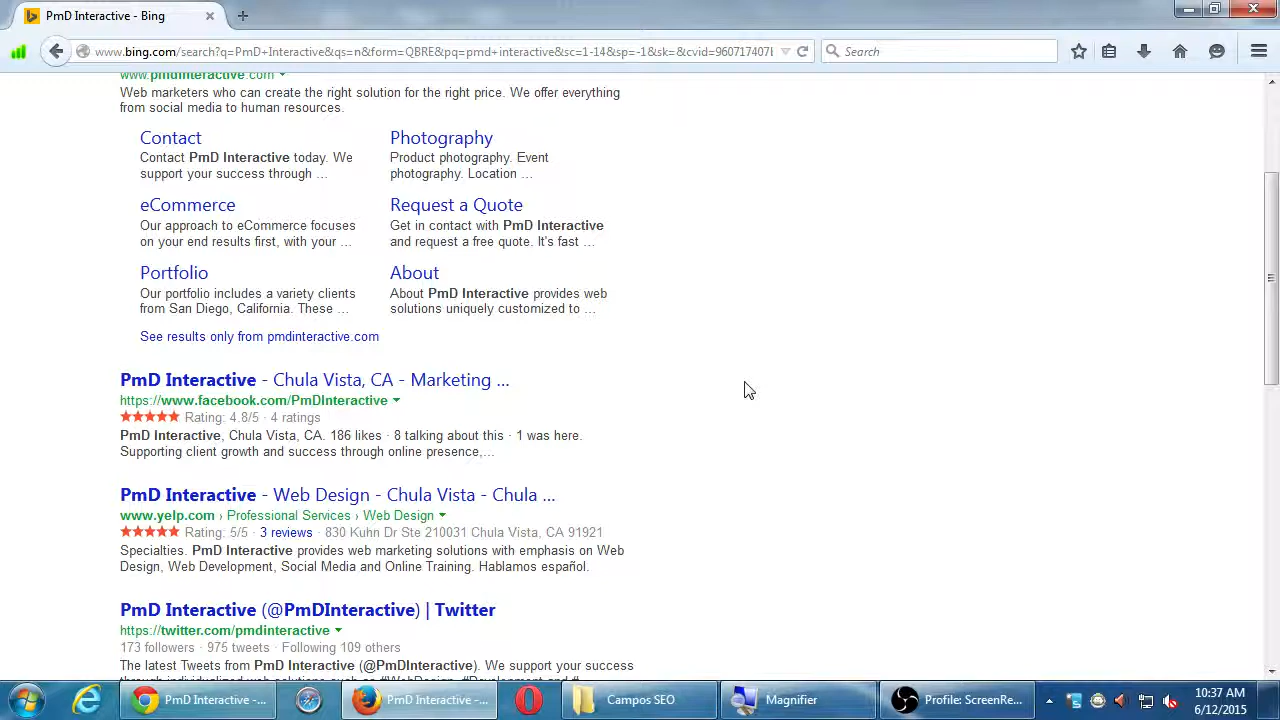 PmD Interactive - Bing
www.bing.com/search?q=PmD+Interactive&qs=n&form=QBRE&pq=pmd+interactive&sc=1-14&sp=-1&sk=&cvid=960717407b
Search
www.pmdinteractive.com
Web marketers who can create the right solution for the right price. We offer everything
from social media to human resources.
Contact
Contact PmD Interactive today. We
support your success through ...
Photography
Product photography. Event
photography. Location ...
eCommerce
Our approach to eCommerce focuses
on your end results first, with your ...
Request a Quote
Get in contact with PmD Interactive
and request a free quote. It's fast ...
Portfolio
Our portfolio includes a variety clients
from San Diego, California. These ...
About
About PmD Interactive provides web
solutions uniquely customized to ...
See results only from pmdinteractive.com
PmD Interactive - Chula Vista, CA - Marketing ...
https://www.facebook.com/PmDInteractive
Rating: 4.8/5 · 4 ratings
PmD Interactive, Chula Vista, CA. 186 likes · 8 talking about this · 1 was here.
Supporting client growth and success through online presence,...
PmD Interactive - Web Design - Chula Vista - Chula ...
www.yelp.com › Professional Services › Web Design
Rating: 5/5 · 3 reviews · 830 Kuhn Dr Ste 210031 Chula Vista, CA 91921
Specialties. PmD Interactive provides web marketing solutions with emphasis on Web
Design, Web Development, Social Media and Online Training. Hablamos español.
PmD Interactive (@PmDInteractive) | Twitter
https://twitter.com/pmdinteractive
173 followers · 975 tweets · Following 109 others
The latest Tweets from PmD Interactive (@PmDInteractive). We support your success
PmD Interactive - ...
PmD Interactive - ...
Campos SEO
Magnifier
Profile: ScreenRe...
10:37 AM
6/12/2015